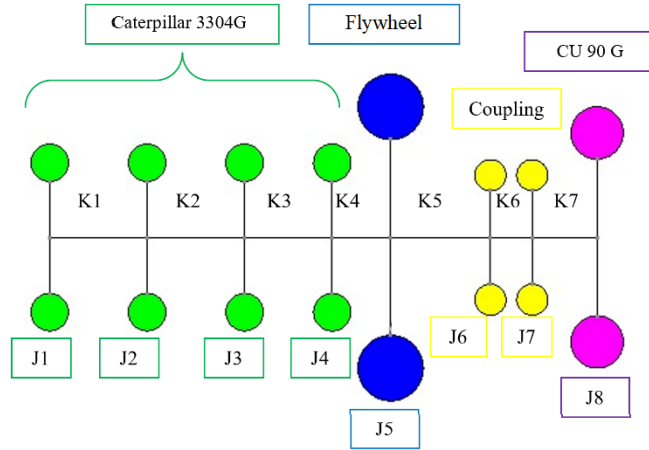 Caterpillar 3304G
Flywheel
CU 90 G
Coupling
K1 K2 K3 K4 K5 K6 K7
J1 J2 J3 J4 J6 J7
J8
J5